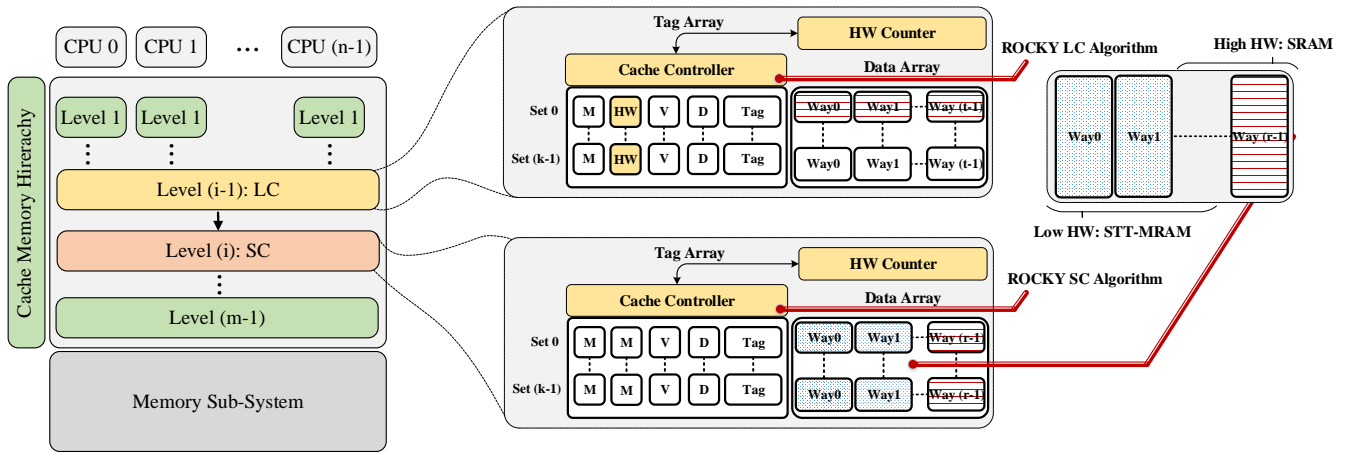 CPU 0
CPU 1
...
CPU (n-1)
Cache Memory Hirerachy
Level 1
Level 1
Level 1
Level (i-1): LC
Level (i): SC
Level (m-1)
Memory Sub-System
Tag Array
HW Counter
Cache Controller
Data Array
Set 0
M
HW
V
D
Tag
Way0
Way1
Way (t-1)
Set (k-1)
M
HW
V
D
Tag
Way0
Way1
Way (t-1)
ROCKY LC Algorithm
High HW: SRAM
Way0
Way1
Way (r-1)
Low HW: STT-MRAM
Tag Array
HW Counter
Cache Controller
Data Array
ROCKY SC Algorithm
Set 0
M
M
V
D
Tag
Way0
Way1
Way (r-1)
Set (k-1)
M
M
V
D
Tag
Way0
Way1
Way (r-1)